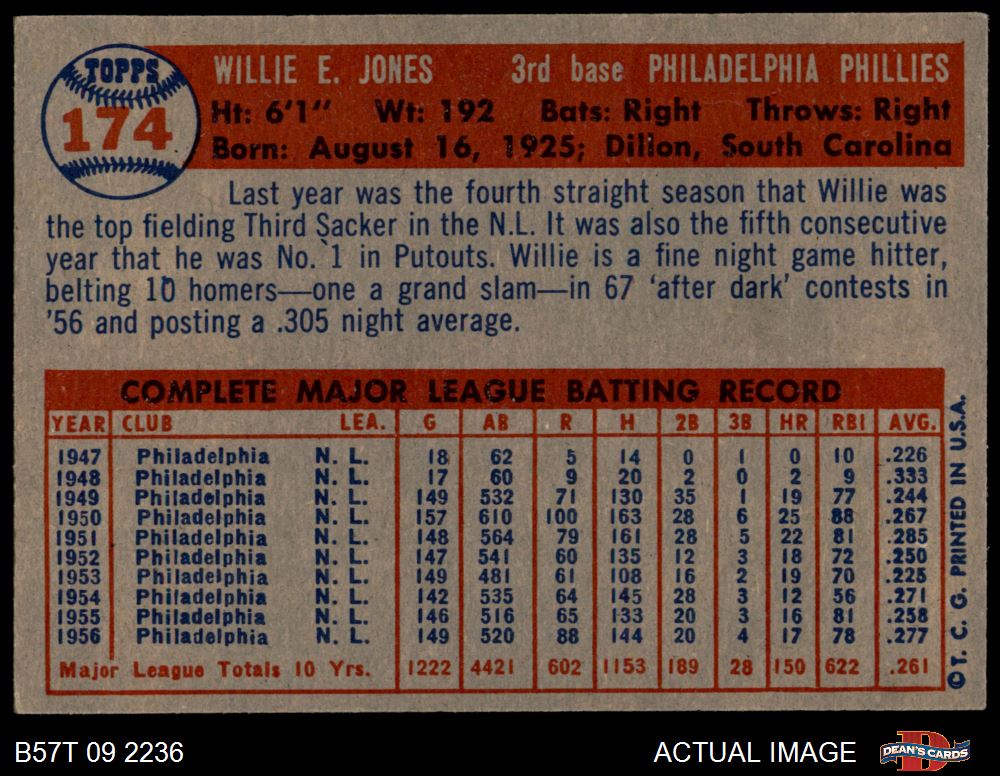 TOPPS
174
WILLIE E. JONES 3rd base PHILADELPHIA PHILLIES
Ht: 6'1" Wt: 192 Bats: Right Throws: Right
Born: August 16, 1925; Dillon, South Carolina
Last year was the fourth straight season that Willie was
the top fielding Third Sacker in the N.L. It was also the fifth consecutive
year that he was No. 1 in Putouts. Willie is a fine night game hitter,
belting 10 homers—one a grand slam—in 67 'after dark' contests in
'56 and posting a .305 night average.
COMPLETE MAJOR LEAGUE BATTING RECORD
YEAR CLUB LEA. G AB R H 2B 3B HR RBI AVG.
1947 Philadelphia N. L. 18 62 5 14 0 1 0 10 .226
1948 Philadelphia N. L. 17 60 9 20 2 0 2 9 .333
1949 Philadelphia N. L. 149 532 71 130 35 1 19 77 .244
1950 Philadelphia N. L. 157 610 100 163 28 6 25 88 .267
1951 Philadelphia N. L. 148 564 79 161 28 5 22 81 .285
1952 Philadelphia N. L. 147 541 60 135 12 3 18 72 .250
1953 Philadelphia N. L. 149 481 61 108 16 2 19 70 .225
1954 Philadelphia N. L. 142 535 64 145 28 3 12 56 .271
1955 Philadelphia N. L. 146 516 65 133 20 3 16 81 .258
1956 Philadelphia N. L. 149 520 88 144 20 4 17 78 .277
Major League Totals 10 Yrs. 1222 4421 602 1153 189 28 150 622 .261
©T. C. G. PRINTED IN U.S.A.
B57T 09 2236
ACTUAL IMAGE
D
DEAN'S CARDS